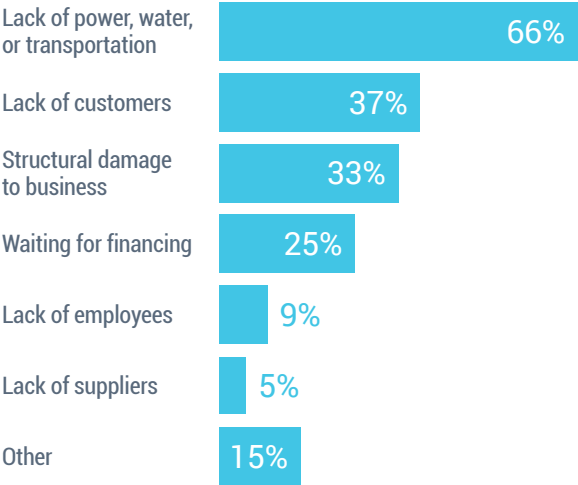 Lack of power, water,
or transportation
66%
Lack of customers
37%
Structural damage
to business
33%
Waiting for financing
25%
Lack of employees
9%
Lack of suppliers
5%
Other
15%